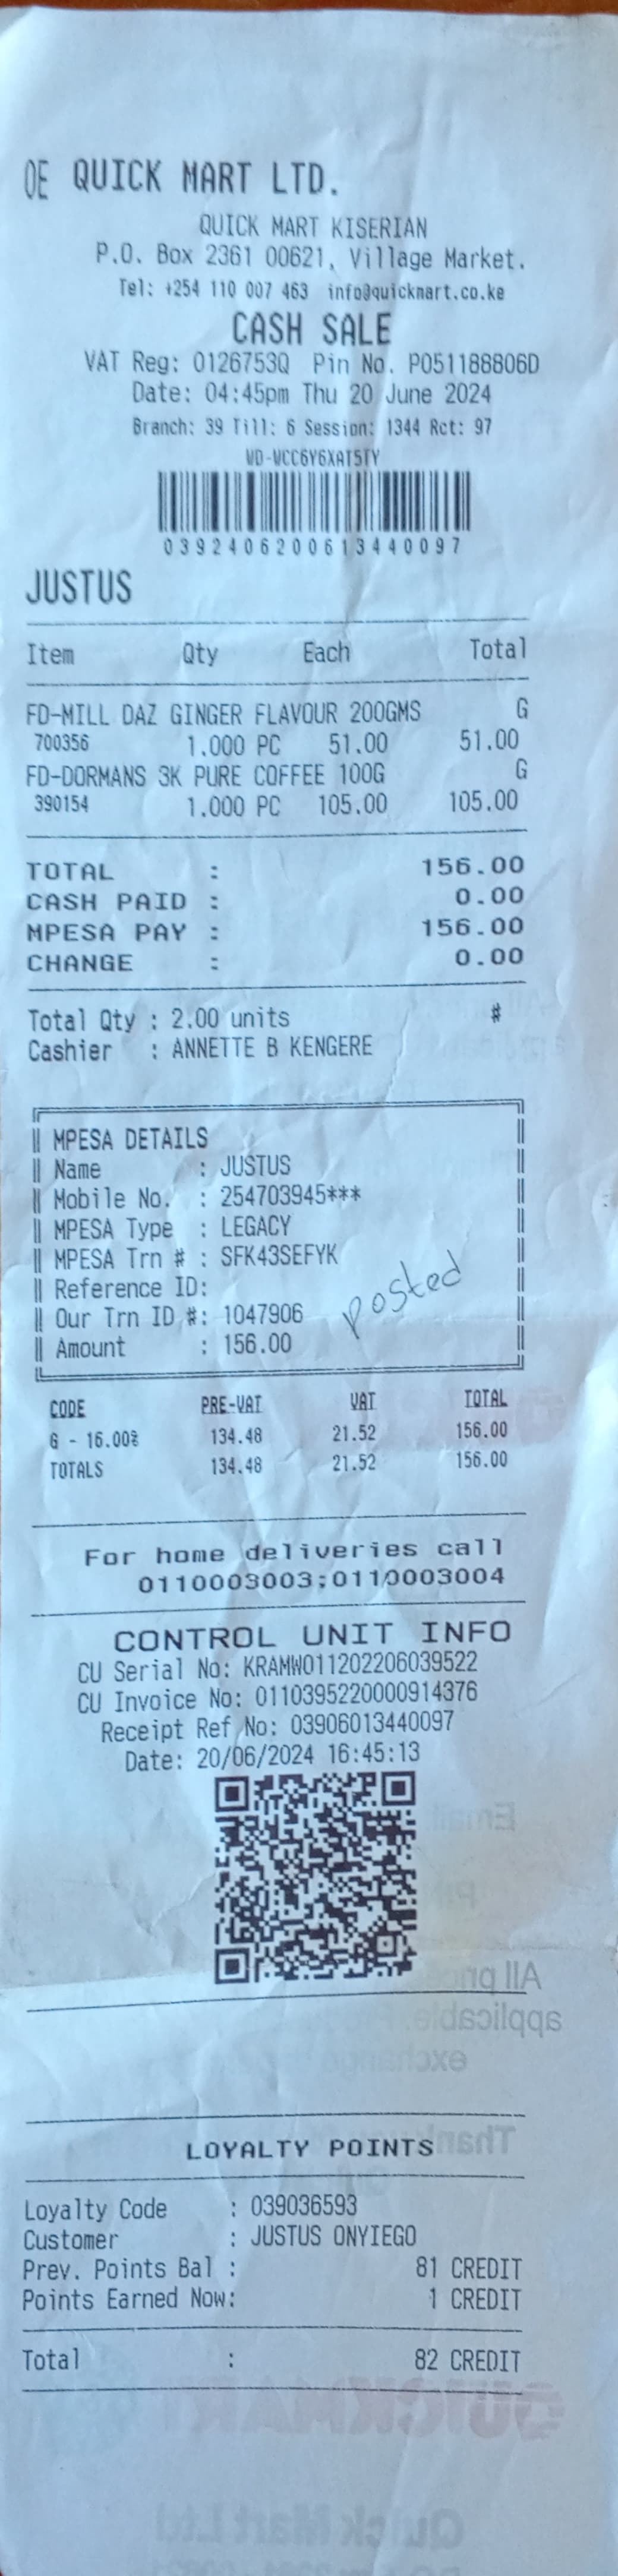 OE QUICK MART LTD.
QUICK MART KISERIAN
P.O. Box 2361 00621, Village Market.
Tel: +254 110 007 463 info@quickmart.co.ke
CASH SALE
VAT Reg: 0126753Q Pin No. P051188806D
Date: 04:45pm Thu 20 June 2024
Branch: 39 Till: 6 Session: 1344 Rct: 97
WD-WCC6Y6XAT5TY
0392406200613440097
JUSTUS
Item Qty Each Total
FD-MILL DAZ GINGER FLAVOUR 200GMS G
700356 1.000 PC 51.00 51.00
FD-DORMANS 3K PURE COFFEE 100G G
390154 1.000 PC 105.00 105.00
TOTAL : 156.00
CASH PAID : 0.00
MPESA PAY : 156.00
CHANGE : 0.00
Total Qty : 2.00 units #
Cashier : ANNETTE B KENGERE
MPESA DETAILS
Name : JUSTUS
Mobile No. : 254703945***
MPESA Type : LEGACY
MPESA Trn # : SFK43SEFYK
Reference ID:
Our Trn ID #: 1047906
posted
Amount : 156.00
CODE PRE-VAT VAT TOTAL
G - 16.00% 134.48 21.52 156.00
TOTALS 134.48 21.52 156.00
For home deliveries call
0110003003;0110003004
CONTROL UNIT INFO
CU Serial No: KRAMW011202206039522
CU Invoice No: 0110395220000914376
Receipt Ref No: 03906013440097
Date: 20/06/2024 16:45:13
LOYALTY POINTS
Loyalty Code : 039036593
Customer : JUSTUS ONYIEGO
Prev. Points Bal : 81 CREDIT
Points Earned Now: 1 CREDIT
Total : 82 CREDIT